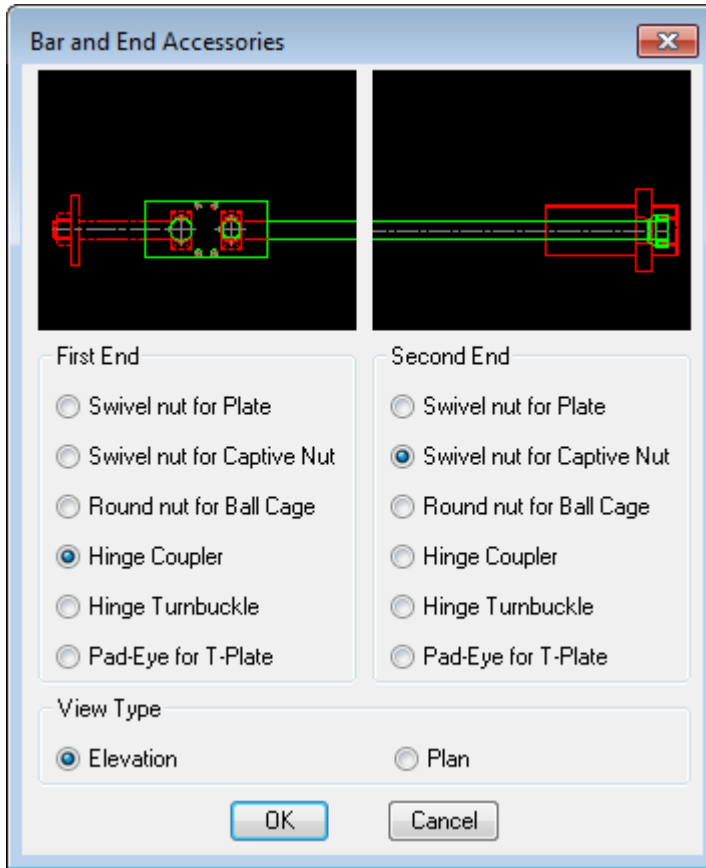 Bar and End Accessories
First End
Swivel nut for Plate
Swivel nut for Captive Nut
Round nut for Ball Cage
Hinge Coupler
Hinge Turnbuckle
Pad-Eye for T-Plate
Second End
Swivel nut for Plate
Swivel nut for Captive Nut
Round nut for Ball Cage
Hinge Coupler
Hinge Turnbuckle
Pad-Eye for T-Plate
View Type
Elevation
Plan
OK
Cancel